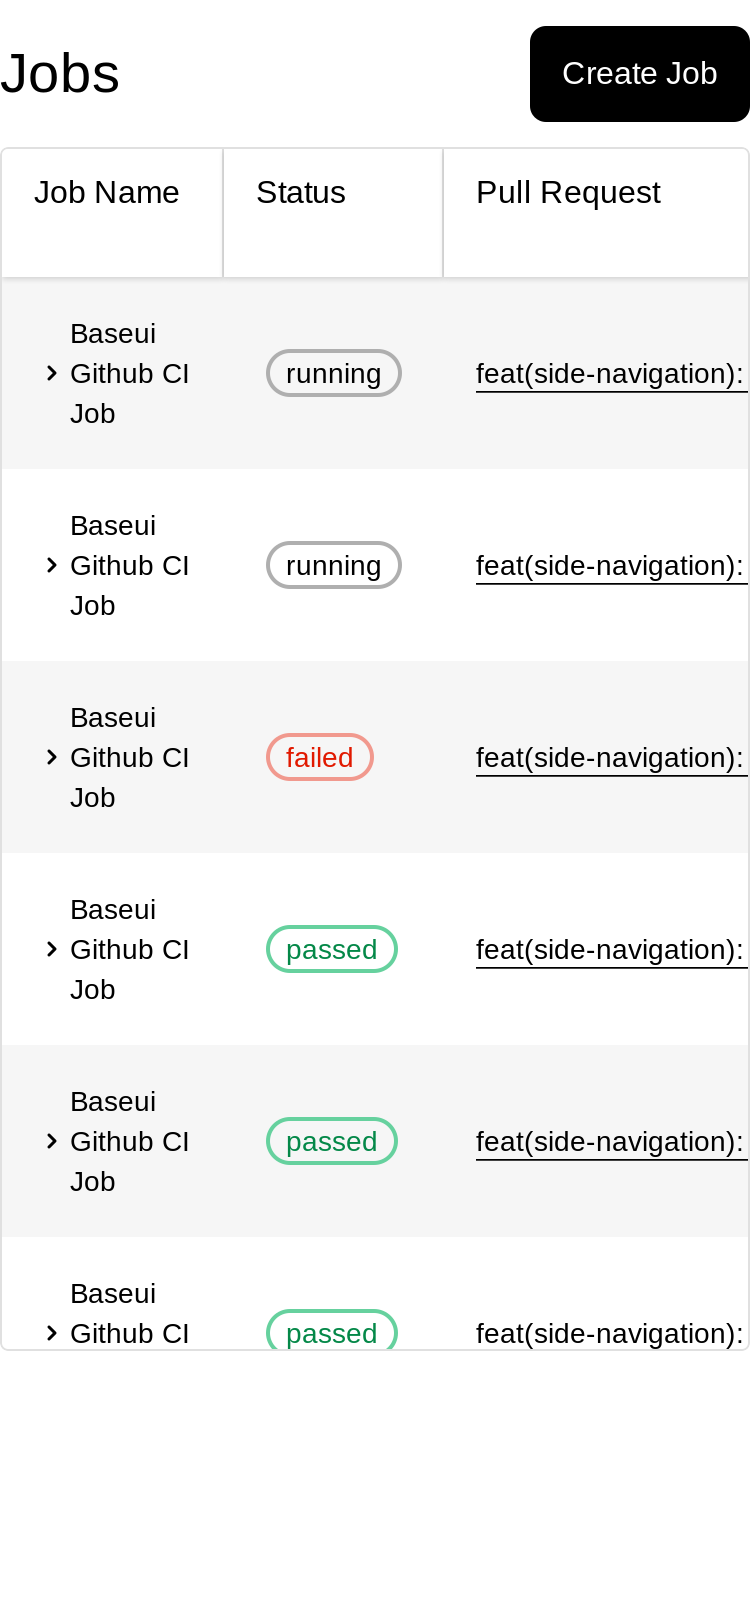 Jobs
Create Job
Job Name
Status
Pull Request
Baseui
Github CI
Job
running
feat(side-navigation):
Baseui
Github CI
Job
running
feat(side-navigation):
Baseui
Github CI
Job
failed
feat(side-navigation):
Baseui
Github CI
Job
passed
feat(side-navigation):
Baseui
Github CI
Job
passed
feat(side-navigation):
Baseui
Github CI
passed
feat(side-navigation):